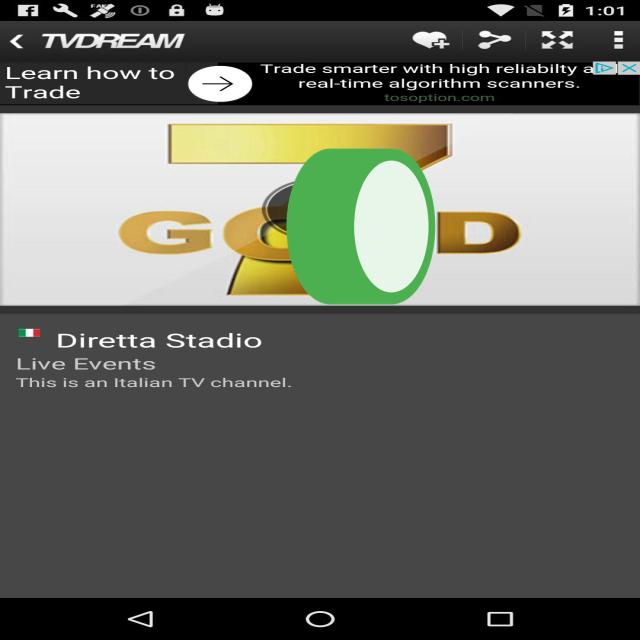 1:01
TVDREAM
Learn how to
Trade
Trade smarter with high reliabilty a
real-time algorithm scanners.
tosoption.com
7
G D
Diretta Stadio
Live Events
This is an Italian TV channel.